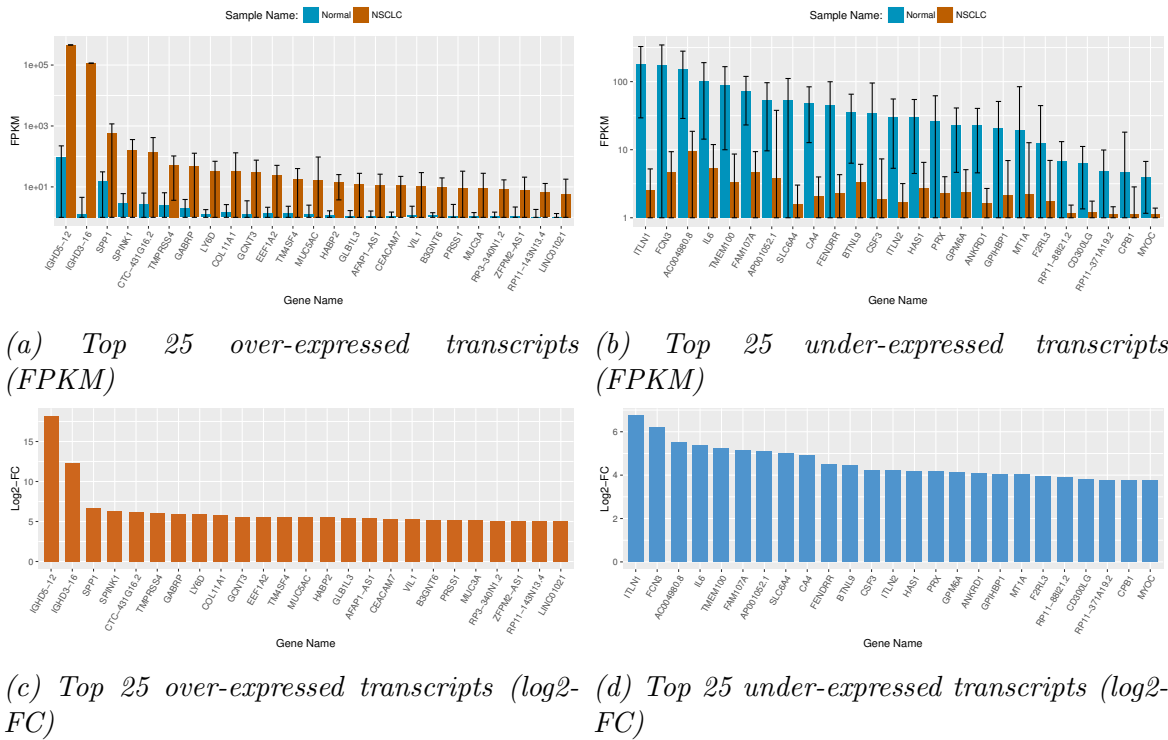 Sample Name: Normal NSCLC
FPKM
1e+05
1e+03
1e+01
IGHD5-12
IGHD3-16
SPP1
SPINK1
CTC-431G16.2
TMPRSS4
GABRP
LY6D
COL11A1
GCNT3
EEF1A2
TM4SF4
MUC5AC
HABP2
GLB1L3
AFAP1-AS1
CEACAM47
VIL1
B3GNT6
PRSS1
MUC3A
RP3-340N1.2
ZFPM2-AS1
RP11-143N13.4
LINC01021
Gene Name
(a) Top 25 over-expressed transcripts
(FPKM)
Sample Name: Normal NSCLC
FPKM
100
10
1
ITLN1
FCN3
AC004980.8
IL6
TMEM100
FAM107A
AP001052.1
SLC6A4
CA4
FENDRR
BTNL9
CSF3
ITLN2
HAS1
PRX
GPM6A
ANKRD1
GPIHBP1
MT1A
F2RL3
RP11-88I21.2
CD300LG
RP11-371A19.2
CPB1
MYOC
Gene Name
(b) Top 25 under-expressed transcripts
(FPKM)
Log2-FC
15
10
5
0
IGHD5-12
IGHD3-16
SPP1
SPINK1
CTC-431G16.2
TMPRSS4
GABRP
LY6D
COL11A1
GCNT3
EEF1A2
TM4SF4
MUC5AC
HABP2
GLB1L3
AFAP1-AS1
CEACAM47
VIL1
B3GNT6
PRSS1
MUC3A
RP3-340N1.2
ZFPM2-AS1
RP11-143N13.4
LINC01021
Gene Name
(c) Top 25 over-expressed transcripts (log2-
FC)
Log2-FC
6
4
2
0
ITLN1
FCN3
AC004980.8
IL6
TMEM100
FAM107A
AP001052.1
SLC6A4
CA4
FENDRR
BTNL9
CSF3
ITLN2
HAS1
PRX
GPM6A
ANKRD1
GPIHBP1
MT1A
F2RL3
RP11-88I21.2
CD300LG
RP11-371A19.2
CPB1
MYOC
Gene Name
(d) Top 25 under-expressed transcripts (log2-
FC)